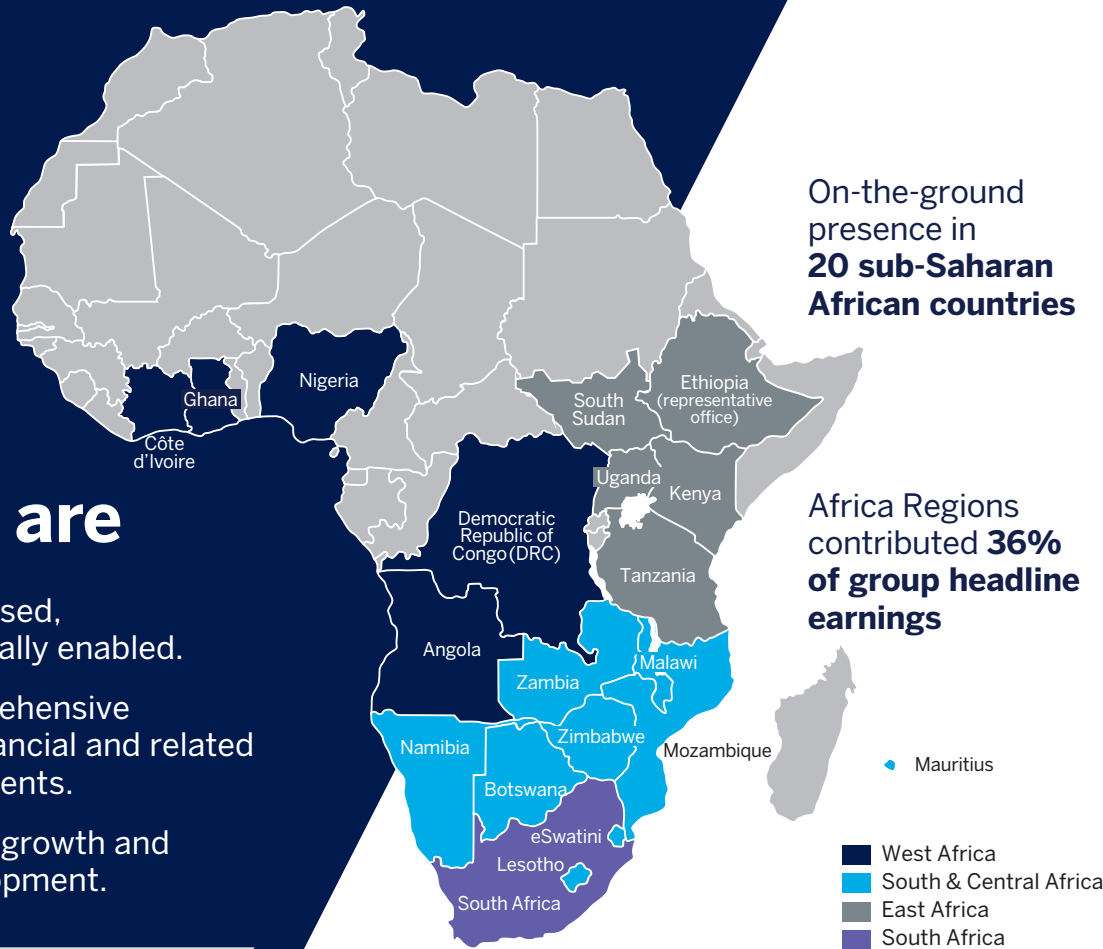 On-the-ground
presence in
20 sub-Saharan
African countries
Nigeria
Ghana
Côte
d'Ivoire
South
Sudan
Ethiopia
(representative
office)
Uganda
Kenya
are
Democratic
Republic of
Congo (DRC)
Africa Regions
contributed 36%
of group headline
earnings
Tanzania
ally enabled.
Angola
Malawi
Zambia
ehensive
ancial and related
ents.
Namibia
Zimbabwe
Mozambique
Mauritius
Botswana
growth and
opment.
eSwatini
Lesotho
South Africa
West Africa
South & Central Africa
East Africa
South Africa